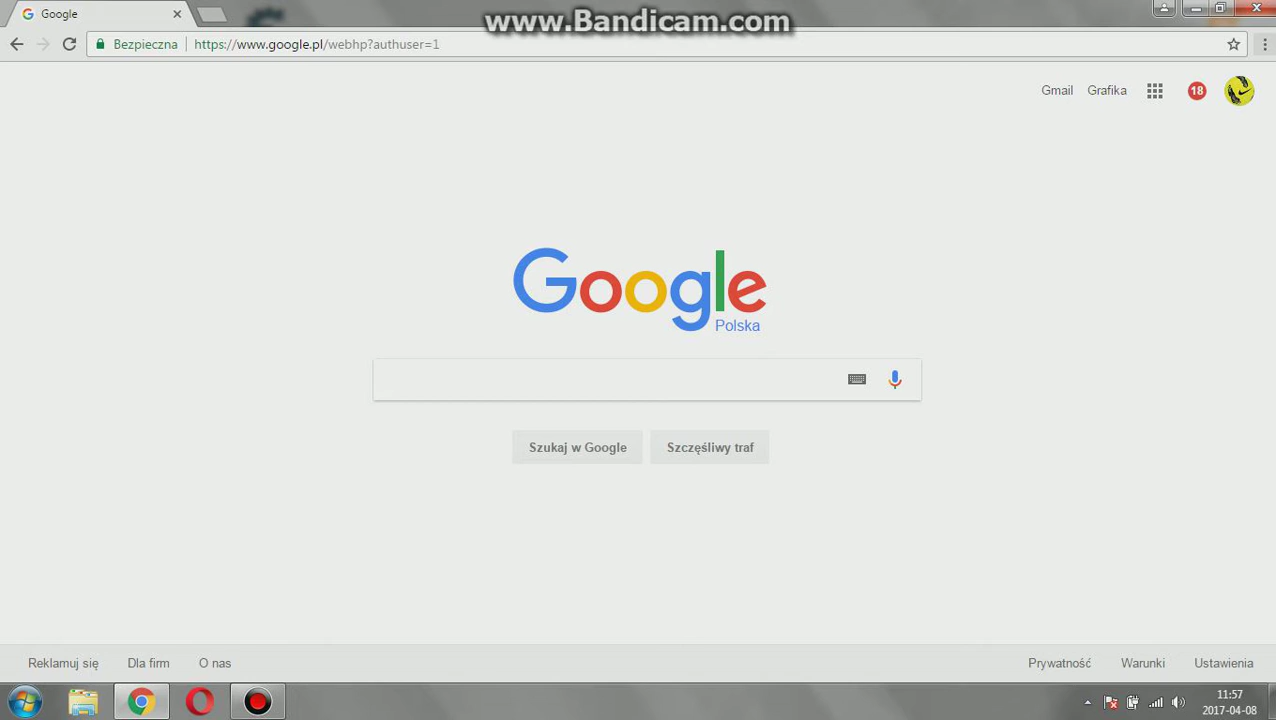 www.Bandicam.com
Google
Bezpieczna
https://www.google.pl/webhp?authuser=1
Gmail Grafika 18
Google
Polska
Szukaj w Google Szczęśliwy traf
Reklamuj się Dla firm O nas Prywatność Warunki Ustawienia
11:57
2017-04-08